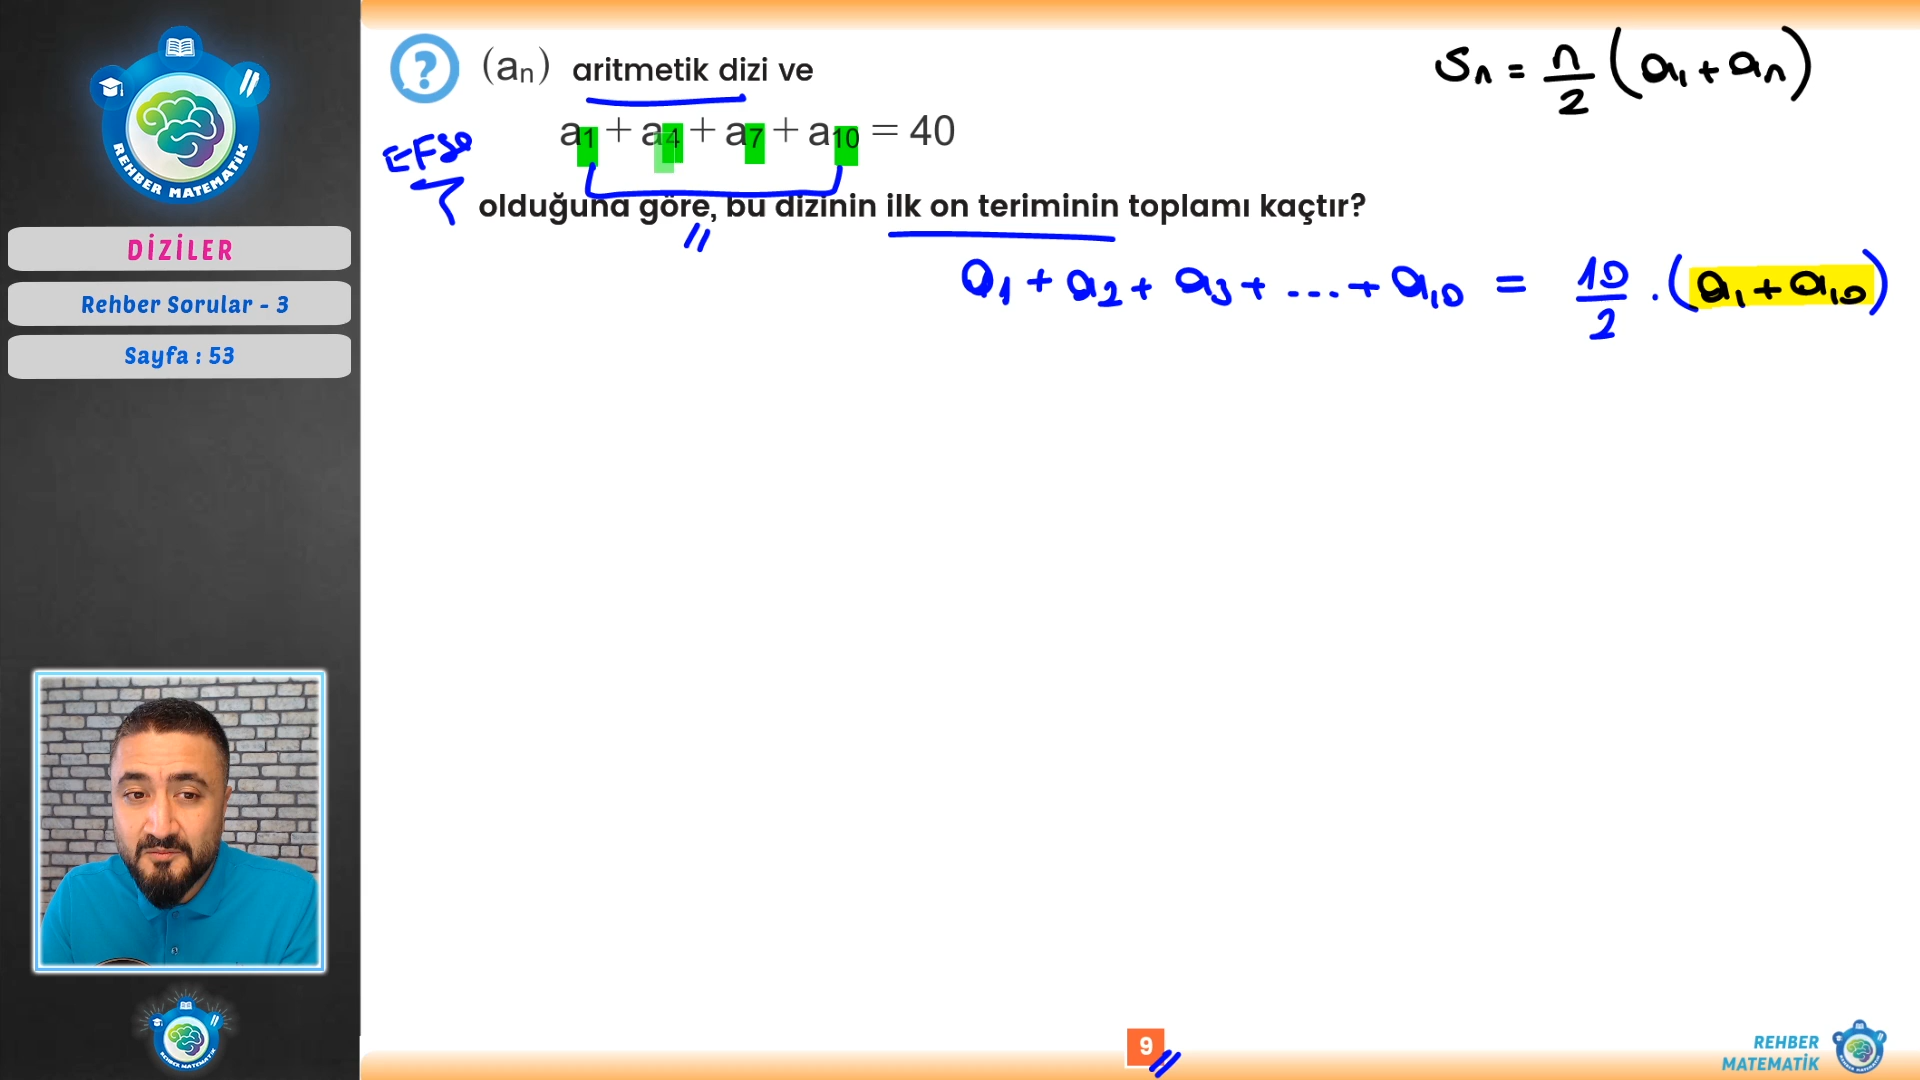 REHBER MATEMATİK
DİZİLER
Rehber Sorular - 3
Sayfa : 53
(an) aritmetik dizi ve
Sn = n/2 (a1 + an)
a1 + a4 + a7 + a10 = 40
olduğuna göre, bu dizinin ilk on teriminin toplamı kaçtır?
a1 + a2 + a3 + ... + a10 = 10/2 . (a1 + a10)
9
REHBER
MATEMATİK